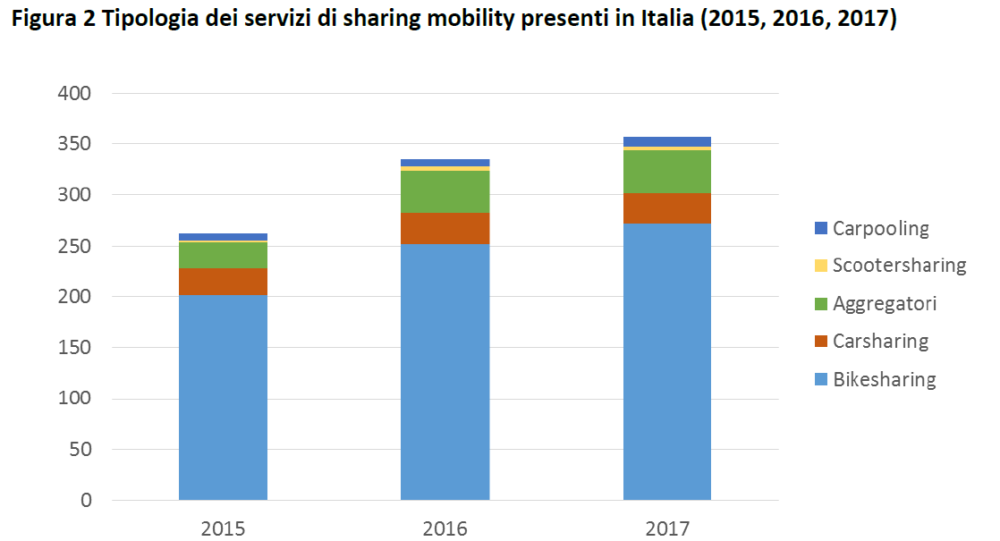 Figura 2 Tipologia dei servizi di sharing mobility presenti in Italia (2015, 2016, 2017)
400
350
300
250
200
150
100
50
0
2015 2016 2017
Carpooling
Scootersharing
Aggregatori
Carsharing
Bikesharing